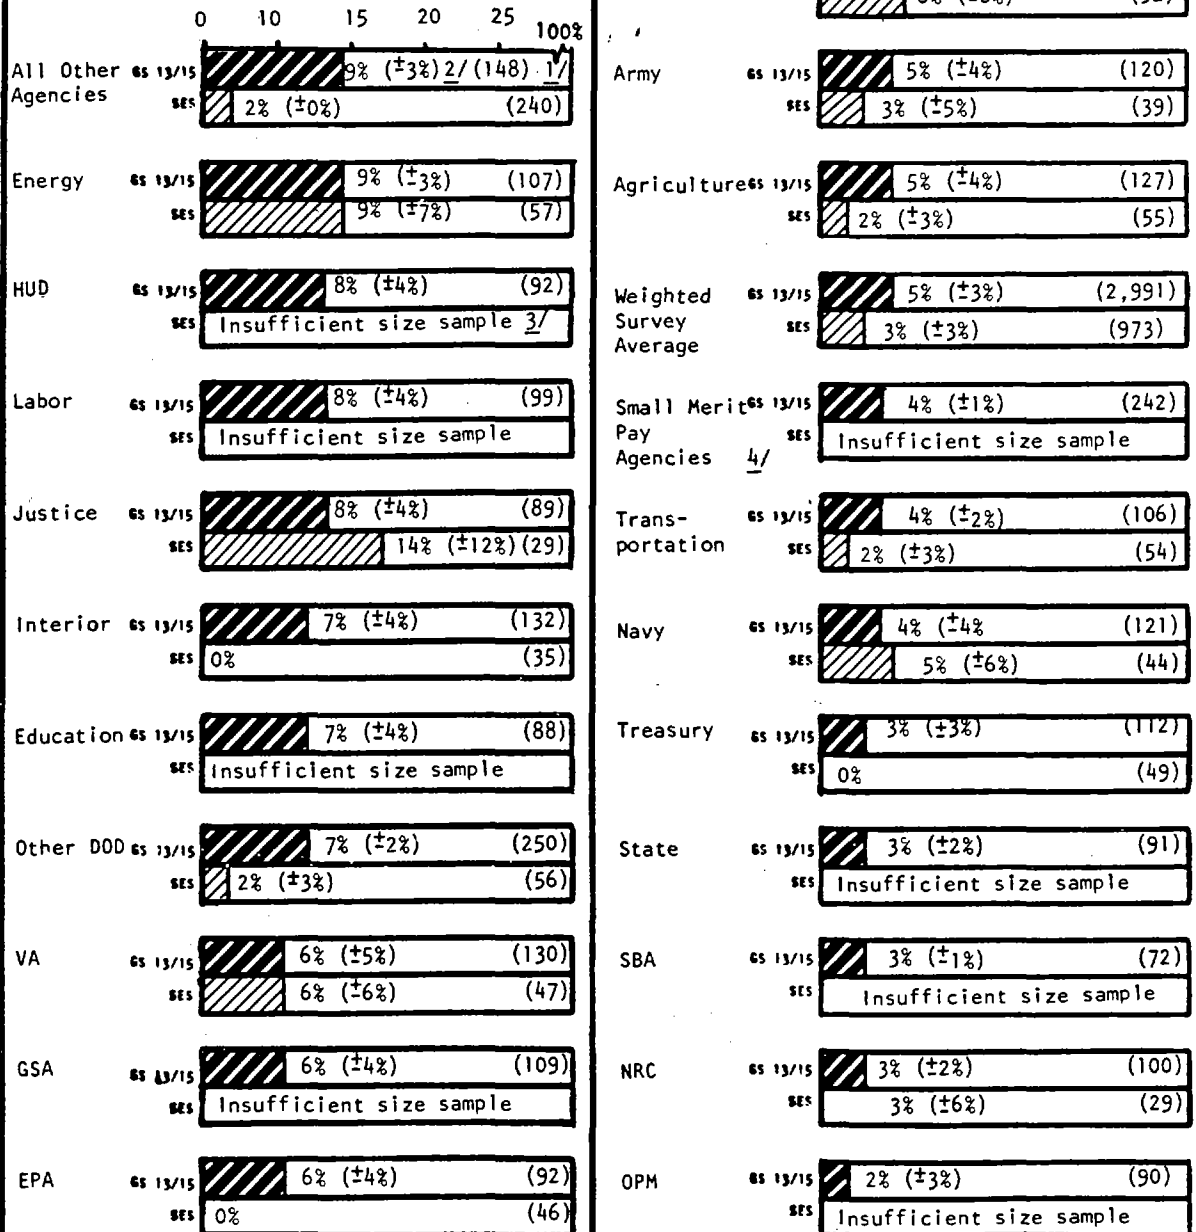 0 10 15 20 25
100%
All Other GS 13/15 9% (±3%) 2/ (148) 1/
Agencies SES 2% (±0%) (240)
Energy GS 13/15 9% (±3%) (107)
SES 9% (±7%) (57)
HUD GS 13/15 8% (±4%) (92)
SES Insufficient size sample 3/
Labor GS 13/15 8% (±4%) (99)
SES Insufficient size sample
Justice GS 13/15 8% (±4%) (89)
SES 14% (±12%) (29)
Interior GS 13/15 7% (±4%) (132)
SES 0% (35)
Education GS 13/15 7% (±4%) (88)
SES Insufficient size sample
Other DOD GS 13/15 7% (±2%) (250)
SES 2% (±3%) (56)
VA GS 13/15 6% (±5%) (130)
SES 6% (±6%) (47)
GSA GS 13/15 6% (±4%) (109)
SES Insufficient size sample
EPA GS 13/15 6% (±4%) (92)
SES 0% (46)
Army GS 13/15 5% (±4%) (120)
SES 3% (±5%) (39)
Agriculture GS 13/15 5% (±4%) (127)
SES 2% (±3%) (55)
Weighted GS 13/15 5% (±3%) (2,991)
Survey SES 3% (±3%) (973)
Average
Small Merit GS 13/15 4% (±1%) (242)
Pay SES Insufficient size sample
Agencies 4/
Trans- GS 13/15 4% (±2%) (106)
portation SES 2% (±3%) (54)
Navy GS 13/15 4% (±4% (121)
SES 5% (±6%) (44)
Treasury GS 13/15 3% (±3%) (112)
SES 0% (49)
State GS 13/15 3% (±2%) (91)
SES Insufficient size sample
SBA GS 13/15 3% (±1%) (72)
SES Insufficient size sample
NRC GS 13/15 3% (±2%) (100)
SES 3% (±6%) (29)
OPM GS 13/15 2% (±3%) (90)
SES Insufficient size sample